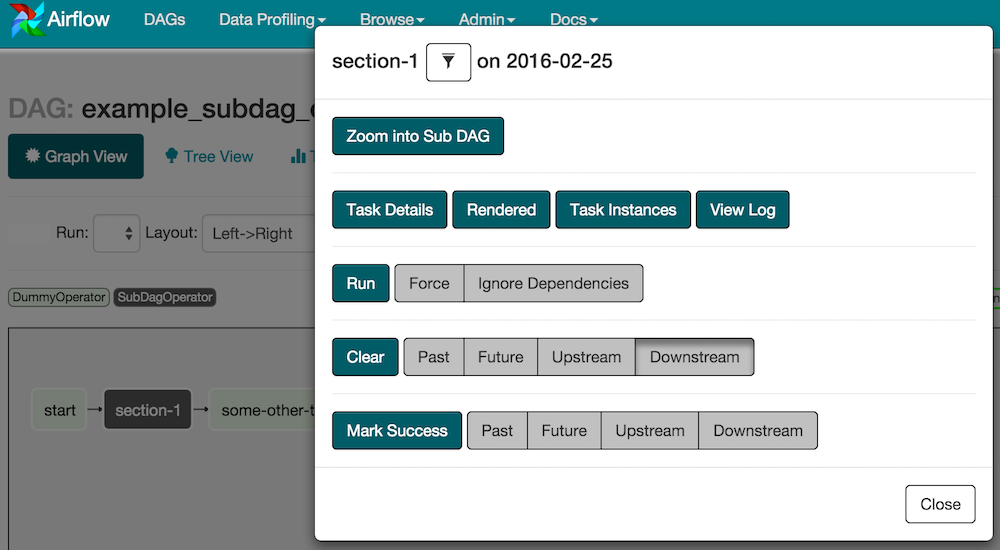 Airflow DAGs Data Profiling Browse Admin Docs
section-1 on 2016-02-25
DAG: example_subdag_
Zoom into Sub DAG
Graph View Tree View
Task Details Rendered Task Instances View Log
Run: Layout: Left->Right
Run Force Ignore Dependencies
DummyOperator SubDagOperator
Clear Past Future Upstream Downstream
start section-1 some-other-t
Mark Success Past Future Upstream Downstream
Close